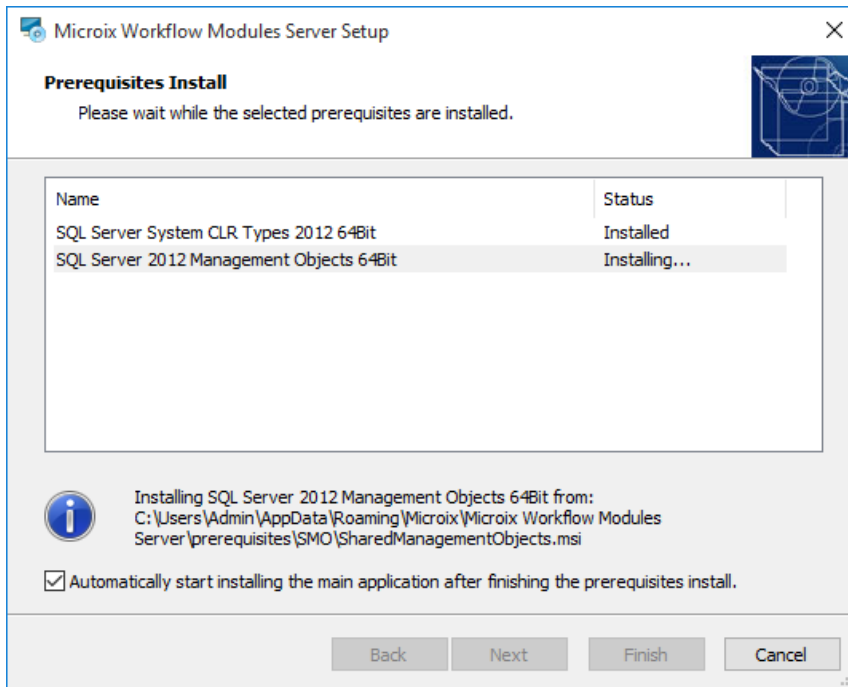 Microix Workflow Modules Server Setup
Prerequisites Install
Please wait while the selected prerequisites are installed.
Name Status
SQL Server System CLR Types 2012 64Bit Installed
SQL Server 2012 Management Objects 64Bit Installing...
Installing SQL Server 2012 Management Objects 64Bit from:
C:\Users\Admin\AppData\Roaming\Microix\Microix Workflow Modules
Server\prerequisites\SMO\SharedManagementObjects.msi
Automatically start installing the main application after finishing the prerequisites install.
Back Next Finish Cancel